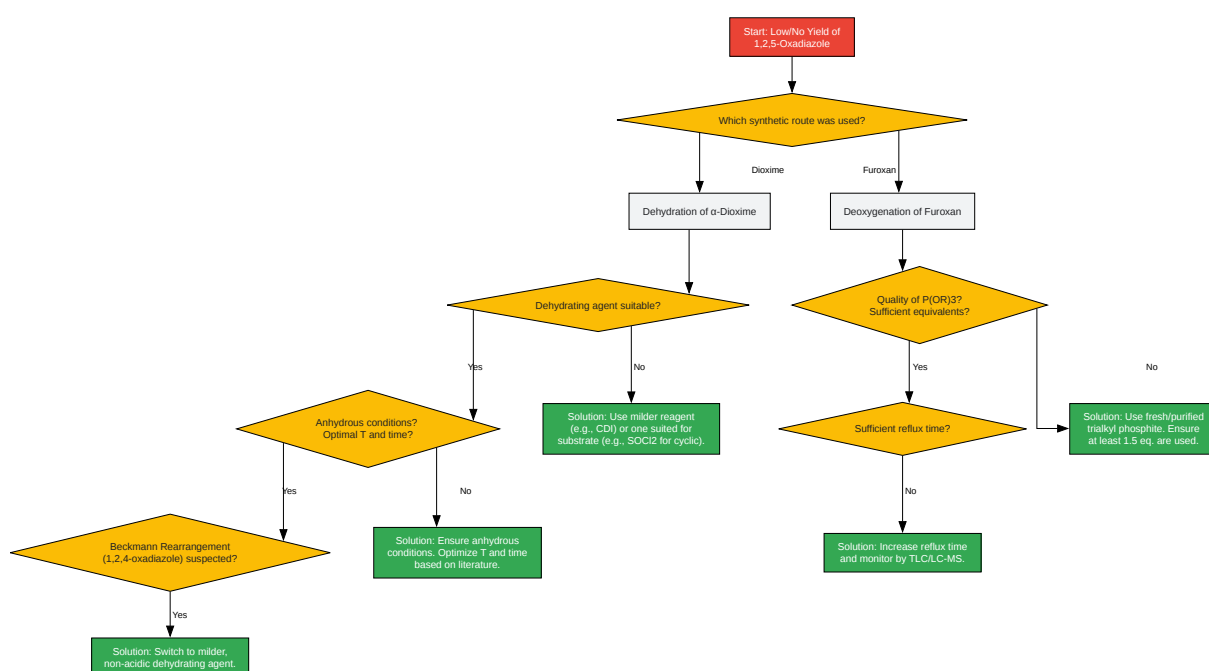 Start: Low/No Yield of
1,2,5-Oxadiazole
Which synthetic route was used?
Dioxime
Furoxan
Dehydration of α-Dioxime
Deoxygenation of Furoxan
Dehydrating agent suitable?
Quality of P(OR)3?
Sufficient equivalents?
Yes
No
Yes
No
Anhydrous conditions?
Optimal T and time?
Solution: Use milder reagent
(e.g., CDI) or one suited for
substrate (e.g., SOCl2 for cyclic).
Sufficient reflux time?
Solution: Use fresh/purified
trialkyl phosphite. Ensure
at least 1.5 eq. are used.
Yes
No
No
Beckmann Rearrangement
(1,2,4-oxadiazole) suspected?
Solution: Ensure anhydrous
conditions. Optimize T and time
based on literature.
Solution: Increase reflux time
and monitor by TLC/LC-MS.
Yes
Solution: Switch to milder,
non-acidic dehydrating agent.